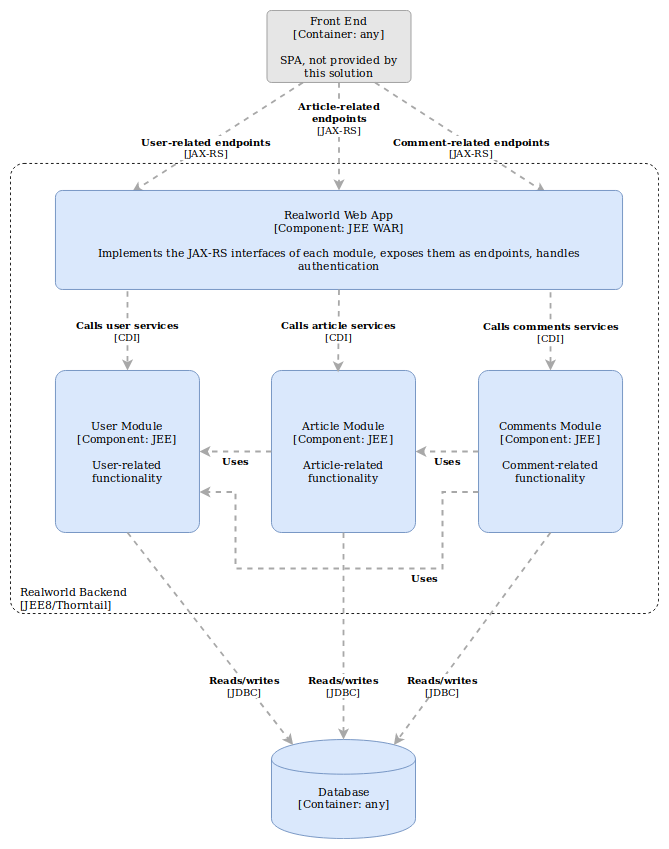 Front End
[Container: any]
SPA, not provided by
this solution
Article-related
endpoints
[JAX-RS]
User-related endpoints
[JAX-RS]
Comment-related endpoints
[JAX-RS]
Realworld Web App
[Component: JEE WAR]
Implements the JAX-RS interfaces of each module, exposes them as endpoints, handles
authentication
Calls user services
[CDI]
Calls article services
[CDI]
Calls comments services
[CDI]
User Module
[Component: JEE]
User-related
functionality
Uses
Article Module
[Component: JEE]
Article-related
functionality
Uses
Comments Module
[Component: JEE]
Comment-related
functionality
Uses
Realworld Backend
[JEE8/Thorntail]
Reads/writes
[JDBC]
Reads/writes
[JDBC]
Reads/writes
[JDBC]
Database
[Container: any]